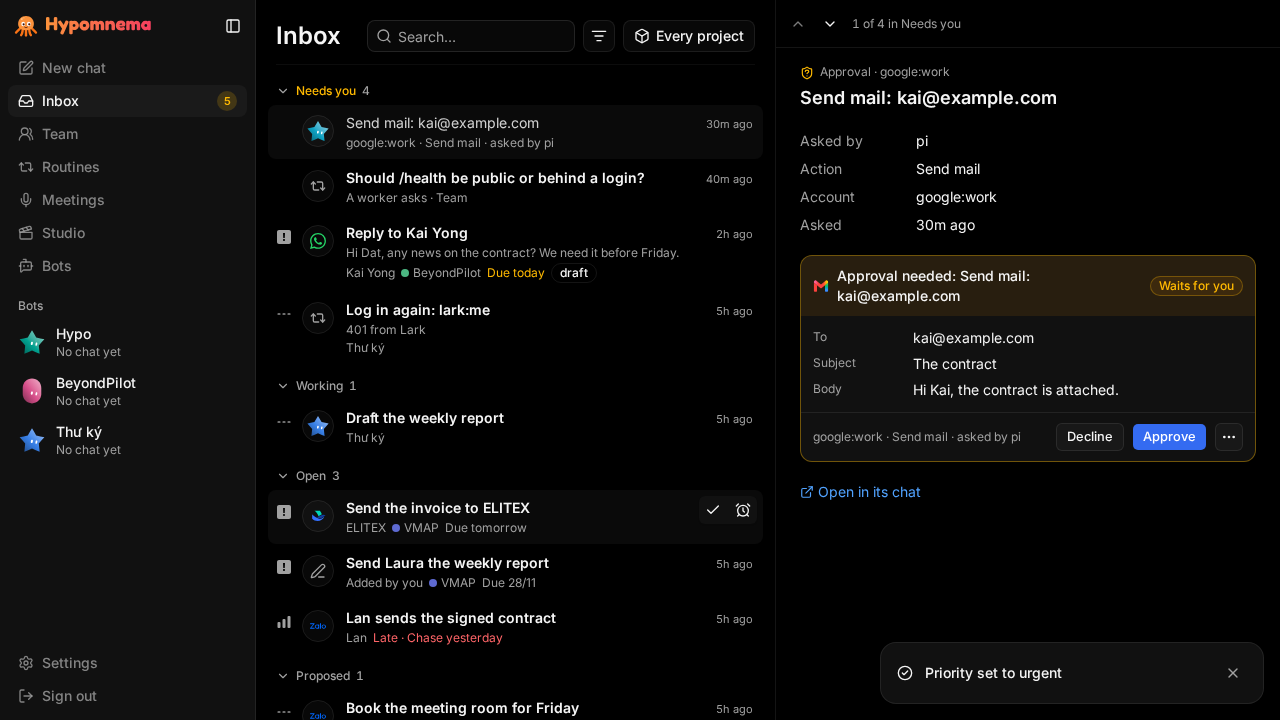 Hypomnema
New chat
Inbox
5
Team
Routines
Meetings
Studio
Bots
Bots
Hypo
No chat yet
BeyondPilot
No chat yet
Thư ký
No chat yet
Settings
Sign out
Inbox
Search...
Every project
Needs you 4
Send mail: kai@example.com
30m ago
google:work · Send mail · asked by pi
Should /health be public or behind a login?
40m ago
A worker asks · Team
Reply to Kai Yong
2h ago
Hi Dat, any news on the contract? We need it before Friday.
Kai Yong BeyondPilot Due today draft
Log in again: lark:me
5h ago
401 from Lark
Thư ký
Working 1
Draft the weekly report
5h ago
Thư ký
Open 3
Send the invoice to ELITEX
ELITEX VMAP Due tomorrow
Send Laura the weekly report
5h ago
Added by you VMAP Due 28/11
Zalo
Lan sends the signed contract
5h ago
Lan Late · Chase yesterday
Proposed 1
Zalo
Book the meeting room for Friday
5h ago
1 of 4 in Needs you
Approval · google:work
Send mail: kai@example.com
Asked by pi
Action Send mail
Account google:work
Asked 30m ago
Approval needed: Send mail:
kai@example.com
Waits for you
To kai@example.com
Subject The contract
Body Hi Kai, the contract is attached.
google:work · Send mail · asked by pi
Decline
Approve
Open in its chat
Priority set to urgent